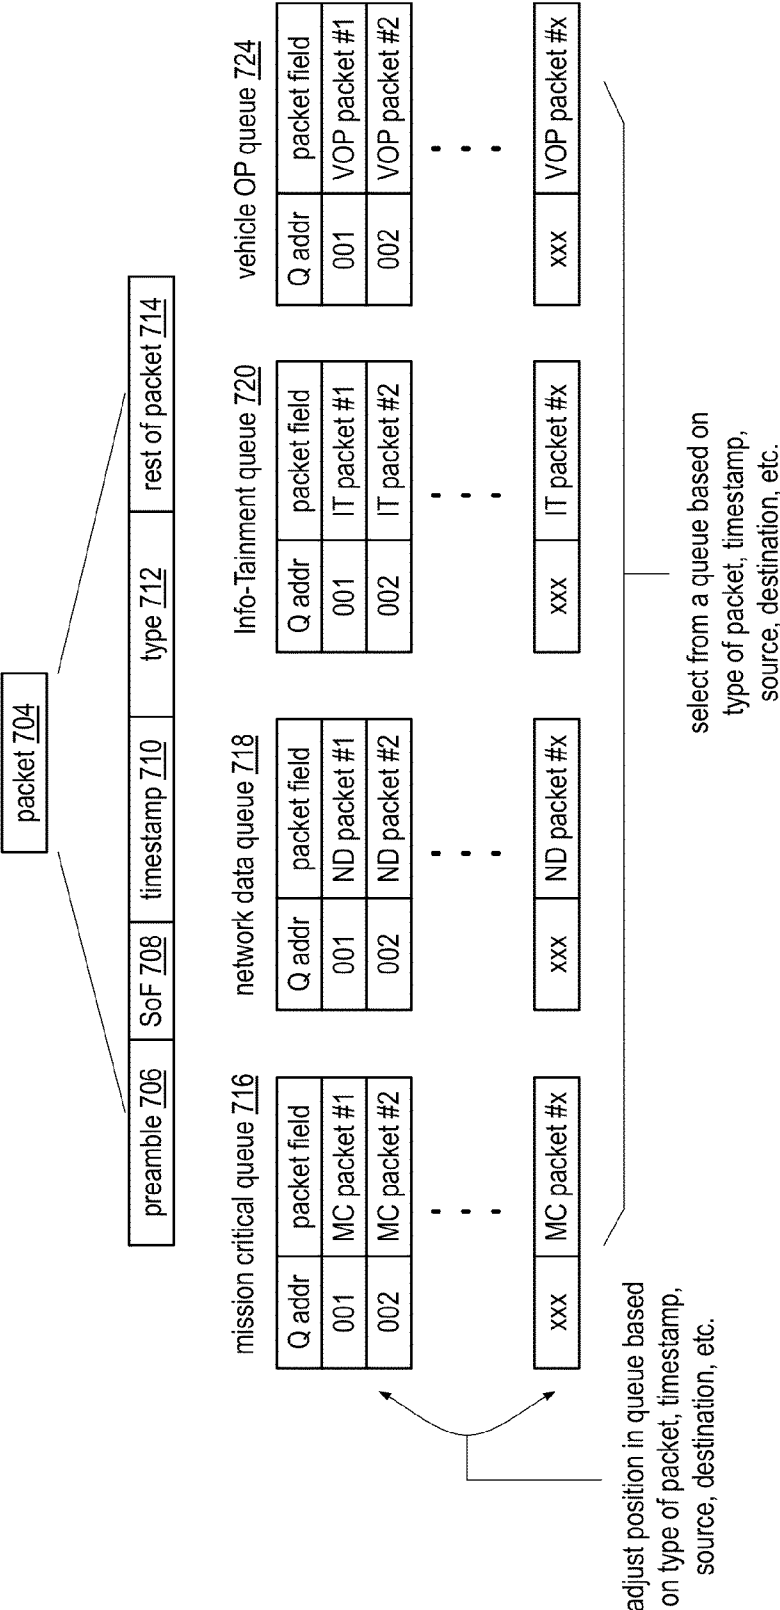 packet 704
preamble 706 SoF 708 timestamp 710 type 712 rest of packet 714
mission critical queue 716 network data queue 718 Info-Tainment queue 720 vehicle OP queue 724
Q addr packet field Q addr packet field Q addr packet field Q addr packet field
001 MC packet #1 001 ND packet #1 001 IT packet #1 001 VOP packet #1
002 MC packet #2 002 ND packet #2 002 IT packet #2 002 VOP packet #2
xxx MC packet #x xxx ND packet #x xxx IT packet #x xxx VOP packet #x
adjust position in queue based
on type of packet, timestamp,
source, destination, etc.
select from a queue based on
type of packet, timestamp,
source, destination, etc.